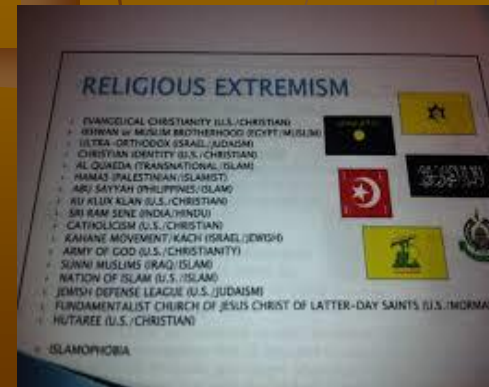 RELIGIOUS EXTREMISM
EVANGELICAL CHRISTIANITY (U.S./CHRISTIAN)
IKHWAN or MUSLIM BROTHERHOOD (EGYPT/MUSLIM)
ULTRA-ORTHODOX (ISRAEL/JUDAISM)
CHRISTIAN IDENTITY (U.S./CHRISTIAN)
AL QUAEDA (TRANSNATIONAL/ISLAM)
HAMAS (PALESTINIAN/ISLAMIST)
ABU SAYYAH (PHILIPPINES/ISLAM)
KU KLUX KLAN (U.S./CHRISTIAN)
SRI RAM SENE (INDIA/HINDU)
CATHOLICISM (U.S./CHRISTIAN)
KAHANE MOVEMENT/KACH (ISRAEL/JEWISH)
ARMY OF GOD (U.S./CHRISTIANITY)
SUNNI MUSLIMS (IRAQ/ISLAM)
NATION OF ISLAM (U.S./ISLAM)
JEWISH DEFENSE LEAGUE (U.S./JUDAISM)
FUNDAMENTALIST CHURCH OF JESUS CHRIST OF LATTER-DAY SAINTS (U.S./MORMA
HUTAREE (U.S./CHRISTIAN)
ISLAMOPHOBIA